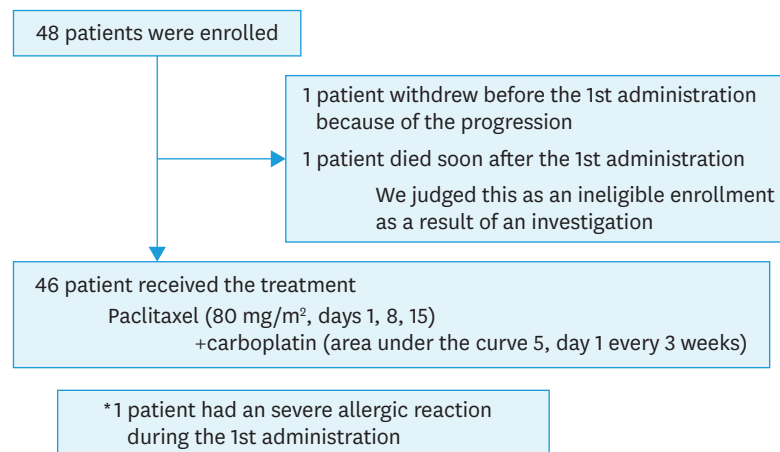 48 patients were enrolled
1 patient withdrew before the 1st administration
because of the progression
1 patient died soon after the 1st administration
We judged this as an ineligible enrollment
as a result of an investigation
46 patient received the treatment
Paclitaxel (80 mg/m², days 1, 8, 15)
+carboplatin (area under the curve 5, day 1 every 3 weeks)
*1 patient had an severe allergic reaction
during the 1st administration